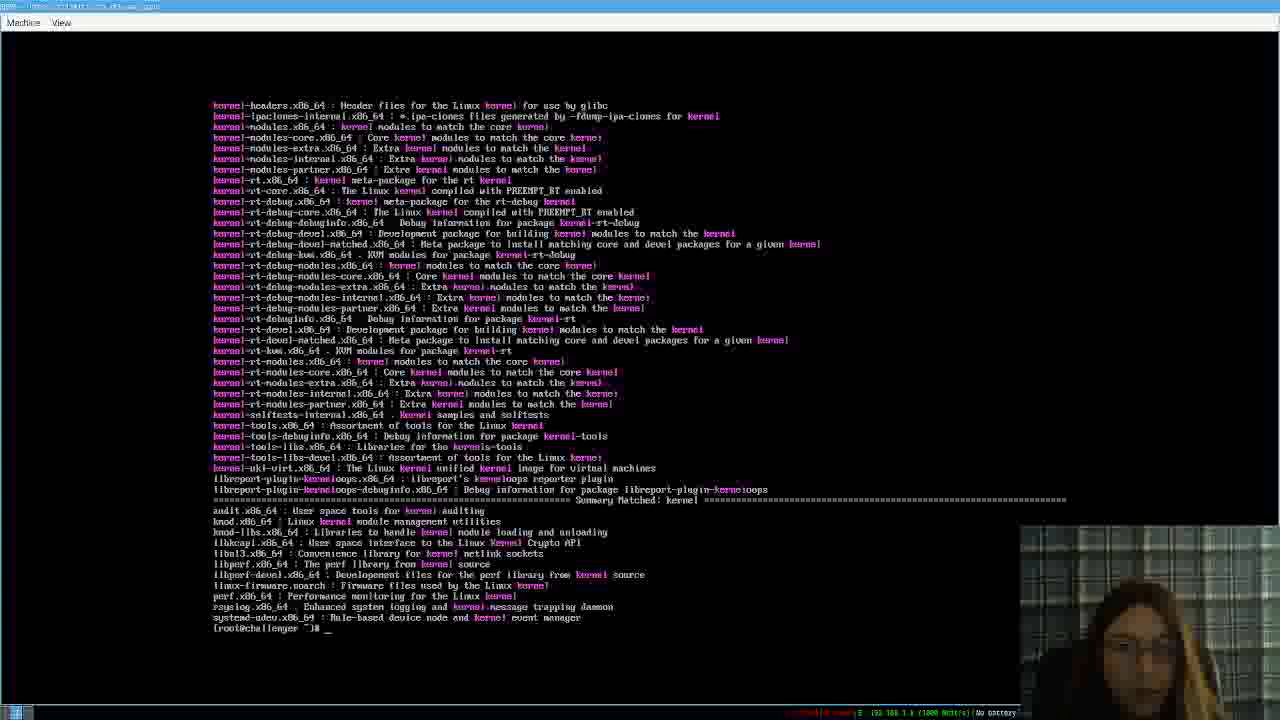 Machine View
kernel-headers.x86_64 : Header files for the Linux kernel for use by glibc
kernel-ipaclones-internal.x86_64 : *.ipa-clones files generated by -fdump-ipa-clones for kernel
kernel-modules.x86_64 : kernel modules to match the core kernel
kernel-modules-core.x86_64 : Core kernel modules to match the core kernel
kernel-modules-extra.x86_64 : Extra kernel modules to match the kernel
kernel-modules-internal.x86_64 : Extra kernel modules to match the kernel
kernel-modules-partner.x86_64 : Extra kernel modules to match the kernel
kernel-rt.x86_64 : kernel meta-package for the rt kernel
kernel-rt-core.x86_64 : The Linux kernel compiled with PREEMPT_RT enabled
kernel-rt-debug.x86_64 : kernel meta-package for the rt-debug kernel
kernel-rt-debug-core.x86_64 : The Linux kernel compiled with PREEMPT_RT enabled
kernel-rt-debug-debuginfo.x86_64 : Debug information for package kernel-rt-debug
kernel-rt-debug-devel.x86_64 : Development package for building kernel modules to match the kernel
kernel-rt-debug-devel-matched.x86_64 : Meta package to install matching core and devel packages for a given kernel
kernel-rt-debug-kvm.x86_64 : KVM modules for package kernel-rt-debug
kernel-rt-debug-modules.x86_64 : kernel modules to match the core kernel
kernel-rt-debug-modules-core.x86_64 : Core kernel modules to match the core kernel
kernel-rt-debug-modules-extra.x86_64 : Extra kernel modules to match the kernel
kernel-rt-debug-modules-internal.x86_64 : Extra kernel modules to match the kernel
kernel-rt-debug-modules-partner.x86_64 : Extra kernel modules to match the kernel
kernel-rt-debuginfo.x86_64 : Debug information for package kernel-rt
kernel-rt-devel.x86_64 : Development package for building kernel modules to match the kernel
kernel-rt-devel-matched.x86_64 : Meta package to install matching core and devel packages for a given kernel
kernel-rt-kvm.x86_64 : KVM modules for package kernel-rt
kernel-rt-modules.x86_64 : kernel modules to match the core kernel
kernel-rt-modules-core.x86_64 : Core kernel modules to match the core kernel
kernel-rt-modules-extra.x86_64 : Extra kernel modules to match the kernel
kernel-rt-modules-internal.x86_64 : Extra kernel modules to match the kernel
kernel-rt-modules-partner.x86_64 : Extra kernel modules to match the kernel
kernel-selftests-internal.x86_64 : Kernel samples and selftests
kernel-tools.x86_64 : Assortment of tools for the Linux kernel
kernel-tools-debuginfo.x86_64 : Debug information for package kernel-tools
kernel-tools-libs.x86_64 : Libraries for the kernels-tools
kernel-tools-libs-devel.x86_64 : Assortment of tools for the Linux kernel
kernel-uki-virt.x86_64 : The Linux kernel unified kernel image for virtual machines
libreport-plugin-kerneloops.x86_64 : libreport's kerneloops reporter plugin
libreport-plugin-kerneloops-debuginfo.x86_64 : Debug information for package libreport-plugin-kerneloops
=================================== Summary Matched: kernel ===================================
audit.x86_64 : User space tools for kernel auditing
kmod.x86_64 : Linux kernel module management utilities
kmod-libs.x86_64 : Libraries to handle kernel module loading and unloading
libkcapi.x86_64 : User space interface to the Linux Kernel Crypto API
libnl3.x86_64 : Convenience library for kernel netlink sockets
libperf.x86_64 : The perf library from kernel source
libperf-devel.x86_64 : Developement files for the perf library from kernel source
linux-firmware.noarch : Firmware files used by the Linux kernel
perf.x86_64 : Performance monitoring for the Linux kernel
rsyslog.x86_64 : Enhanced system logging and kernel message trapping daemon
systemd-udev.x86_64 : Rule-based device node and kernel event manager
[root@challenger ~]# _
(1000 Mbit/s) No battery